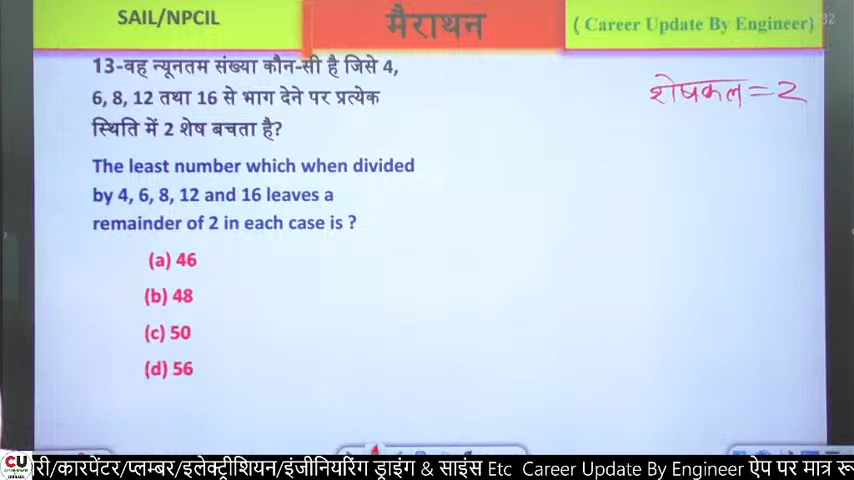 SAIL/NPCIL
मैराथन
( Career Update By Engineer)
32
13-वह न्यूनतम संख्या कौन-सी है जिसे 4,
6, 8, 12 तथा 16 से भाग देने पर प्रत्येक
स्थिति में 2 शेष बचता है?
शेषफल = 2
The least number which when divided
by 4, 6, 8, 12 and 16 leaves a
remainder of 2 in each case is ?
(a) 46
(b) 48
(c) 50
(d) 56
CU
री/कारपेंटर/प्लम्बर/इलेक्ट्रीशियन/इंजीनियरिंग ड्राइंग & साइंस Etc Career Update By Engineer ऐप पर मात्र रू